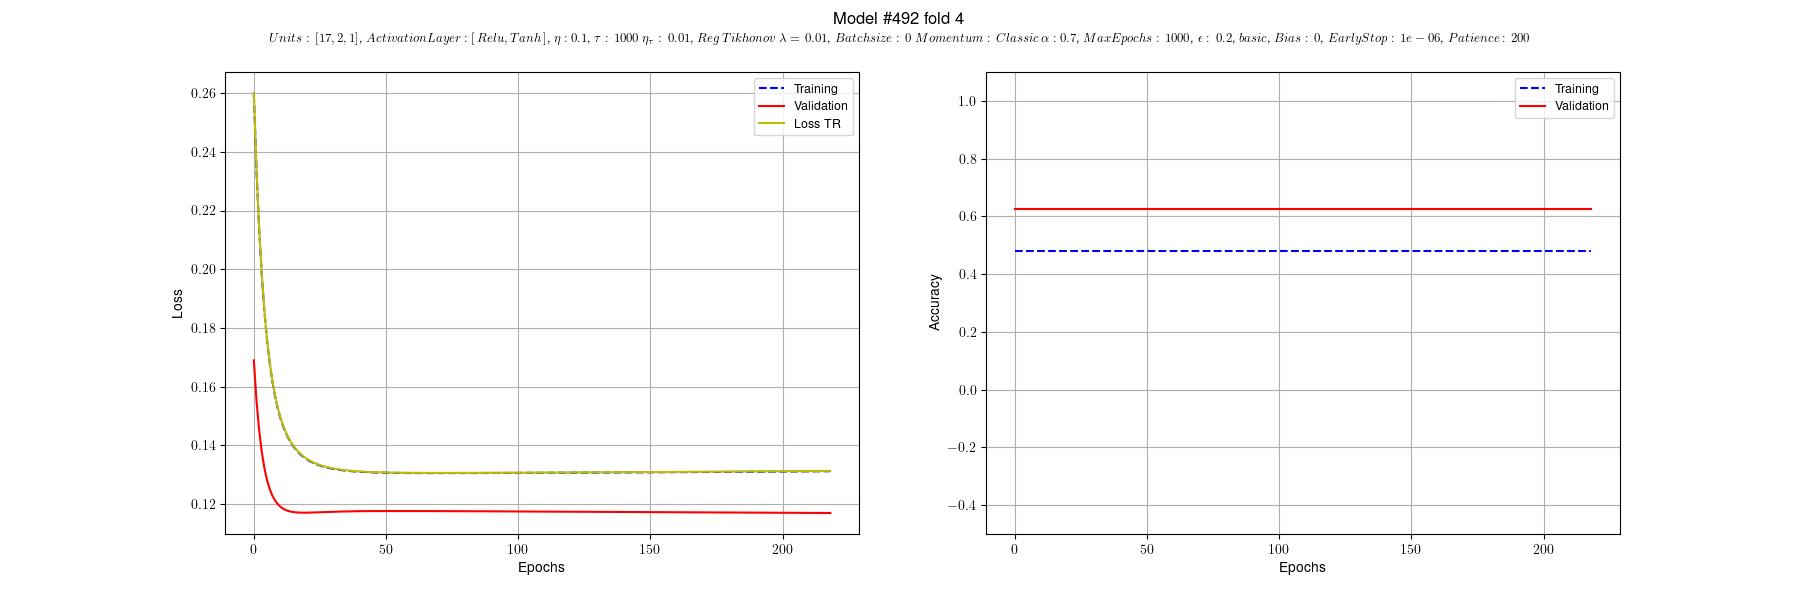 Model #492 fold 4
Units : [17, 2, 1], ActivationLayer : [ Relu, Tanh ], η : 0.1, τ : 1000 ητ : 0.01, Reg Tikhonov λ = 0.01, Batchsize : 0 Momentum : Classic α : 0.7, MaxEpochs : 1000, ϵ : 0.2, basic, Bias : 0, EarlyStop : 1e − 06, Patience : 200
Training
Validation
Loss TR
0.26
0.24
0.22
0.20
0.18
0.16
0.14
0.12
Loss
0 50 100 150 200
Epochs
Training
Validation
1.0
0.8
0.6
0.4
0.2
0.0
−0.2
−0.4
Accuracy
0 50 100 150 200
Epochs